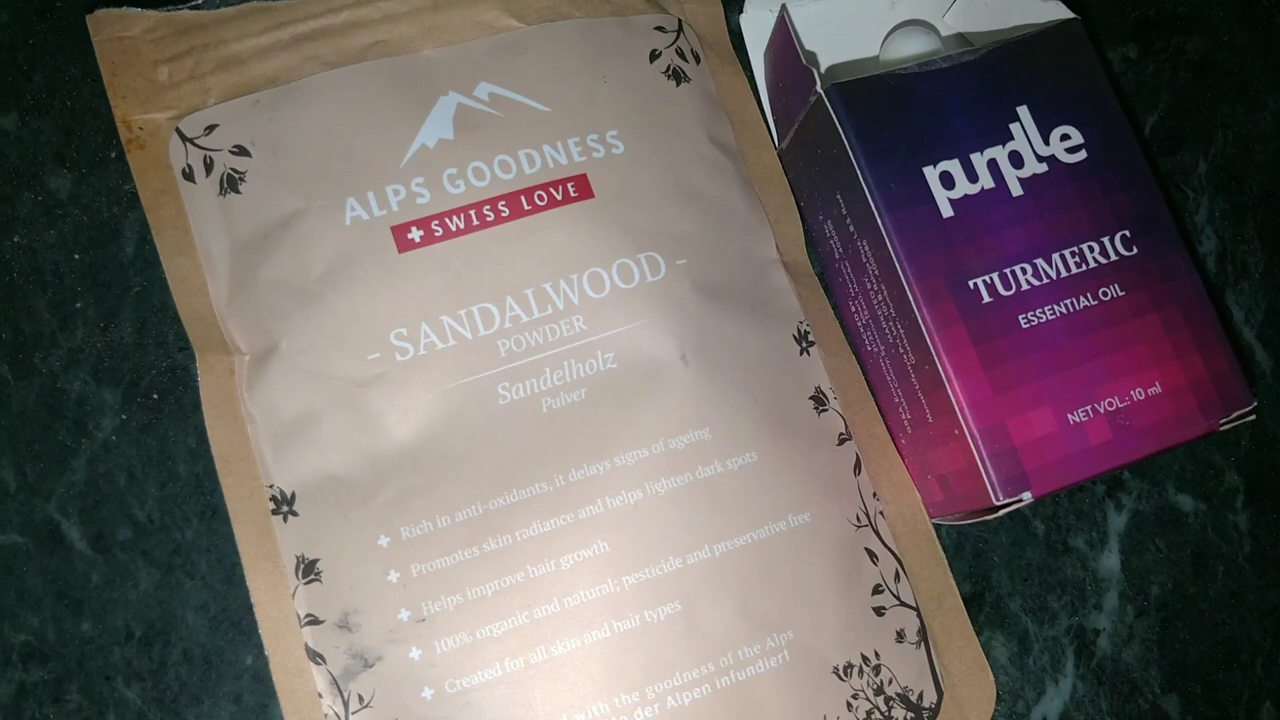 ALPS GOODNESS
SWISS LOVE
- SANDALWOOD -
POWDER
Sandelholz
Pulver
Rich in anti-oxidants, it delays signs of ageing
Promotes skin radiance and helps lighten dark spots
Helps improve hair growth
100% organic and natural; pesticide and preservative free
Created for all skin and hair types
with the goodness of the Alps
der Alpen infundiert
purplle
TURMERIC
ESSENTIAL OIL
NET VOL.: 10 ml